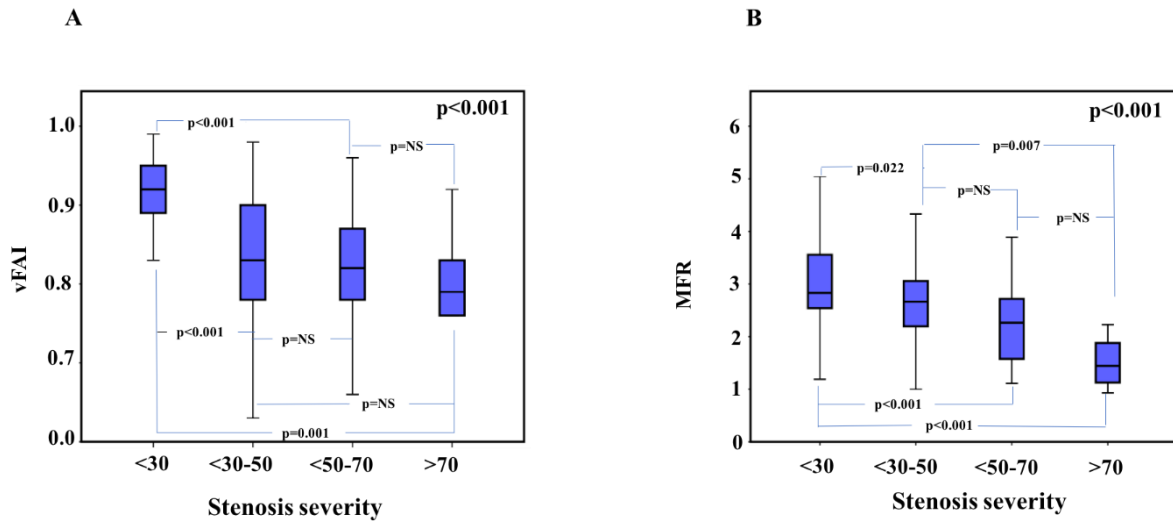 A
B
p<0.001
p<0.001
p=NS
p<0.001
p=NS
p=NS
p=0.001
1.0
0.9
0.8
0.7
0.0
vFAI
<30
<30-50
<50-70
>70
Stenosis severity
p<0.001
p=0.007
p=0.022
p=NS
p=NS
p<0.001
p<0.001
6
5
4
3
2
1
0
MFR
<30
<30-50
<50-70
>70
Stenosis severity